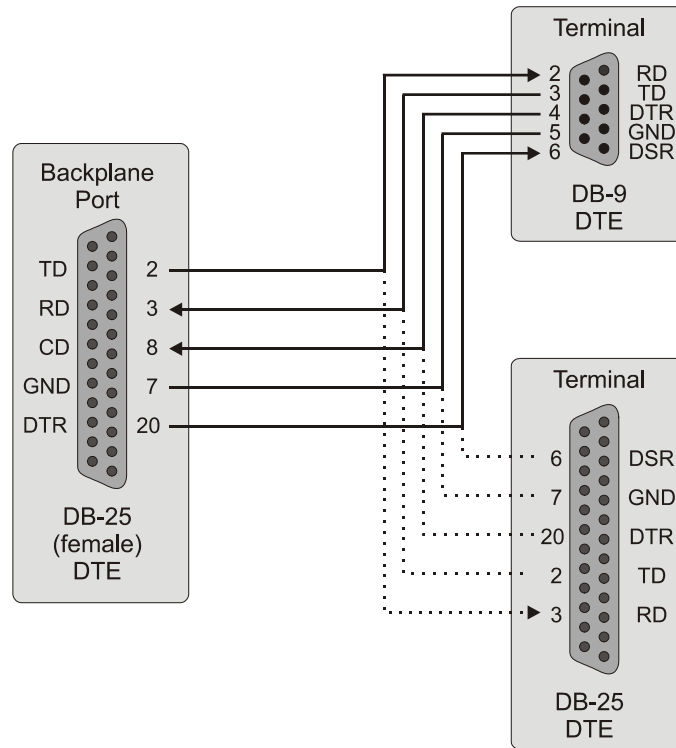 Backplane
Port
TD 2
RD 3
CD 8
GND 7
DTR 20
DB-25
(female)
DTE
Terminal
2 RD
3 TD
4 DTR
5 GND
6 DSR
DB-9
DTE
Terminal
6 DSR
7 GND
20 DTR
2 TD
3 RD
DB-25
DTE